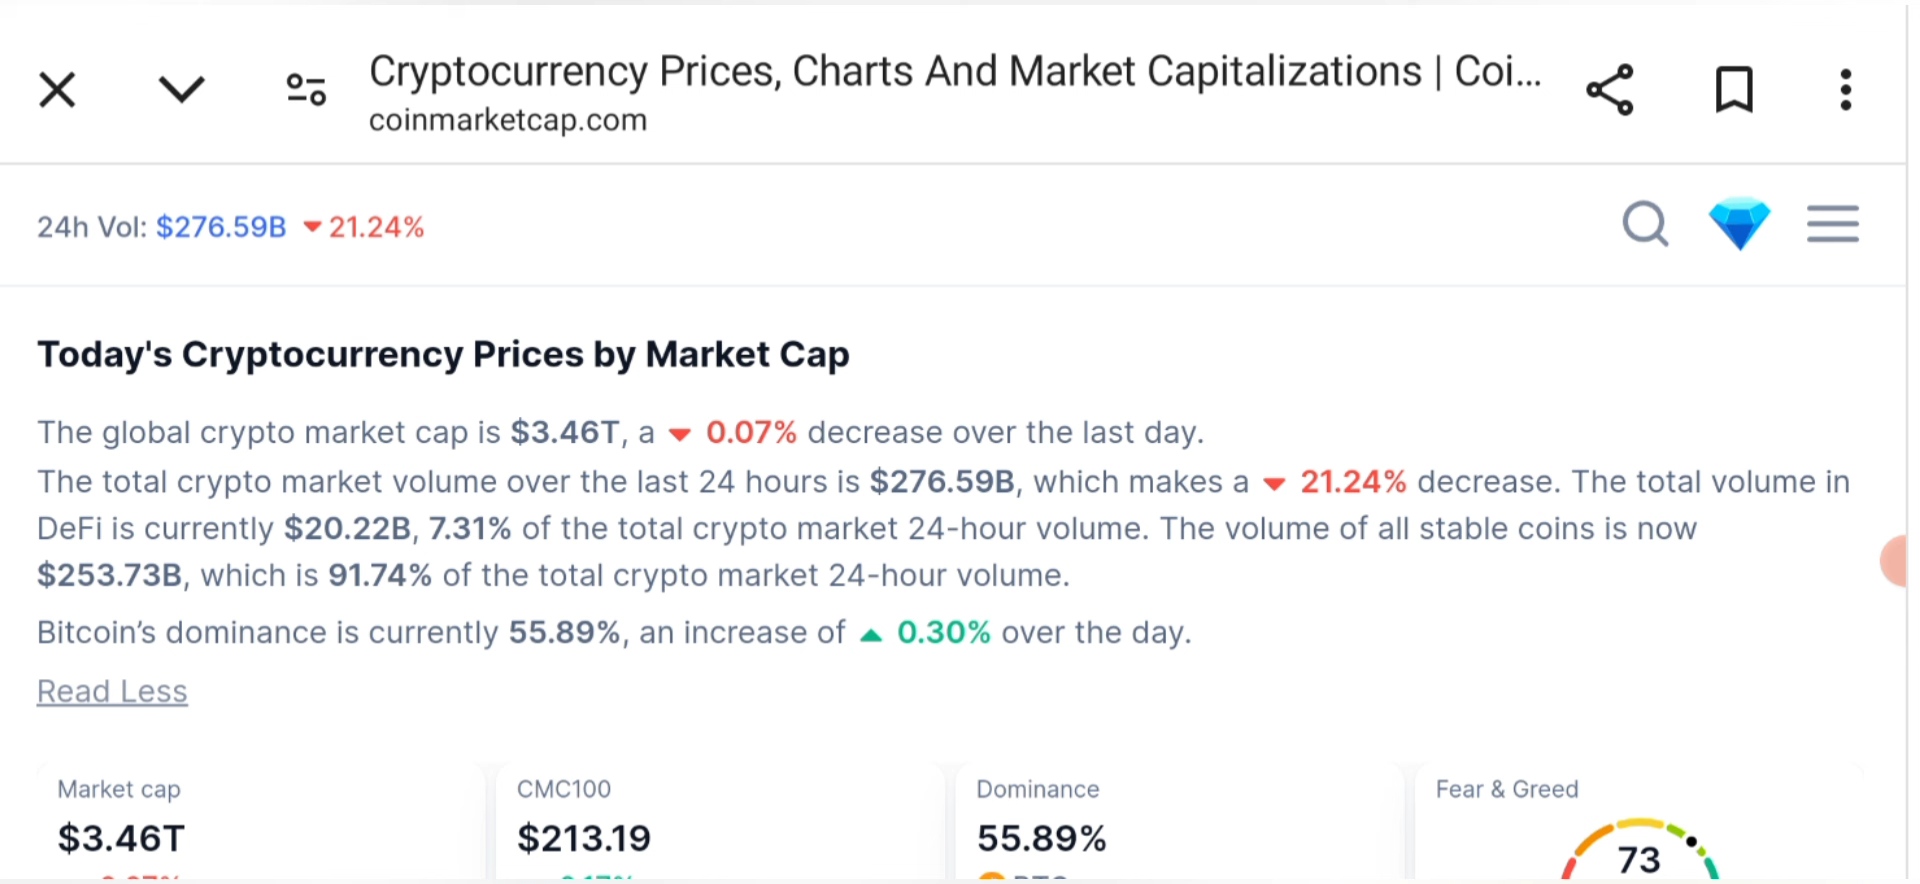 Cryptocurrency Prices, Charts And Market Capitalizations | Coi...
coinmarketcap.com
24h Vol: $276.59B ▼ 21.24%
Today's Cryptocurrency Prices by Market Cap
The global crypto market cap is $3.46T, a ▼ 0.07% decrease over the last day.
The total crypto market volume over the last 24 hours is $276.59B, which makes a ▼ 21.24% decrease. The total volume in
DeFi is currently $20.22B, 7.31% of the total crypto market 24-hour volume. The volume of all stable coins is now
$253.73B, which is 91.74% of the total crypto market 24-hour volume.
Bitcoin’s dominance is currently 55.89%, an increase of ▲ 0.30% over the day.
Read Less
Market cap
$3.46T
CMC100
$213.19
Dominance
55.89%
Fear & Greed
73